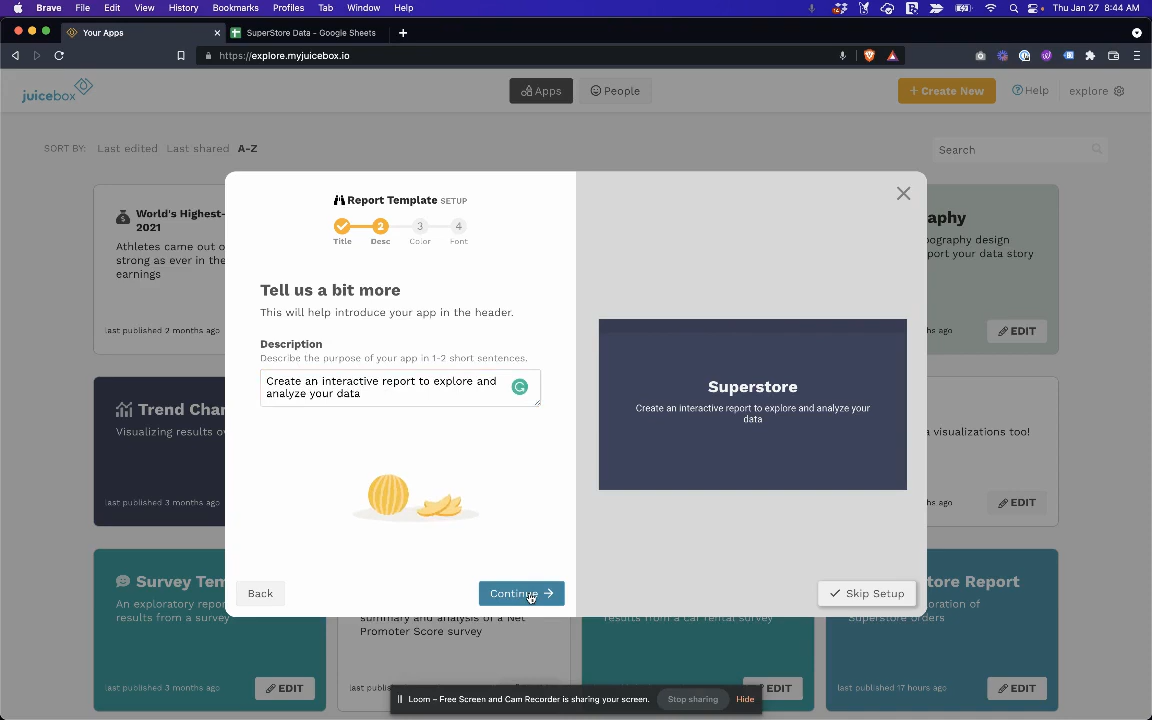 Brave File Edit View History Bookmarks Profiles Tab Window Help
Thu Jan 27 8:44 AM
Your Apps
SuperStore Data - Google Sheets
https://explore.myjuicebox.io
juicebox
Apps
People
+ Create New
Help
explore
SORT BY: Last edited Last shared A-Z
Search
World's Highest-
2021
Athletes came out o
strong as ever in the
earnings
last published 2 months ago
Report Template SETUP
2 3 4
Title Desc Color Font
Tell us a bit more
This will help introduce your app in the header.
Description
Describe the purpose of your app in 1-2 short sentences.
Create an interactive report to explore and
analyze your data
Back
Continue
Superstore
Create an interactive report to explore and analyze your
data
Skip Setup
aphy
ography design
port your data story
hs ago
EDIT
Trend Char
Visualizing results ov
last published 3 months ago
a visualizations too!
hs ago
EDIT
Survey Tem
An exploratory repor
results from a survey
last published 3 months ago
EDIT
summary and analysis of a Net
Promoter Score survey
last publis
results from a car rental survey
EDIT
tore Report
oration of
Superstore orders
last published 17 hours ago
EDIT
Loom – Free Screen and Cam Recorder is sharing your screen.
Stop sharing
Hide